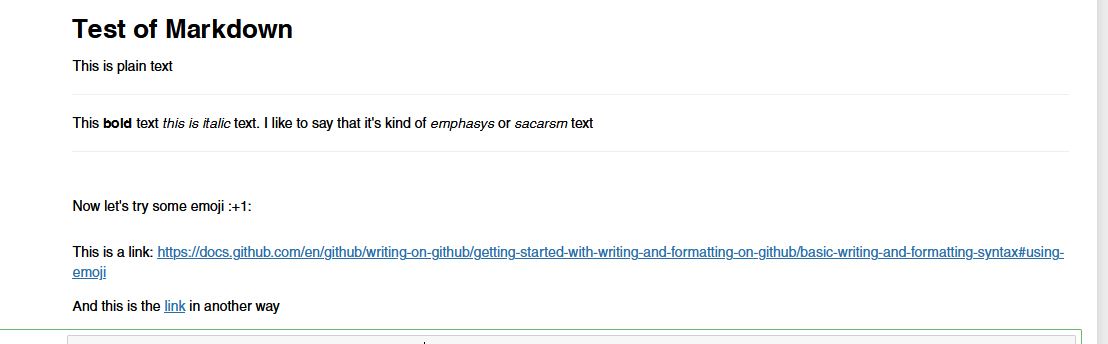 Test of Markdown
This is plain text
This bold text this is italic text. I like to say that it's kind of emphasys or sacarsm text
Now let's try some emoji :+1:
This is a link: https://docs.github.com/en/github/writing-on-github/getting-started-with-writing-and-formatting-on-github/basic-writing-and-formatting-syntax#using-
emoji
And this is the link in another way